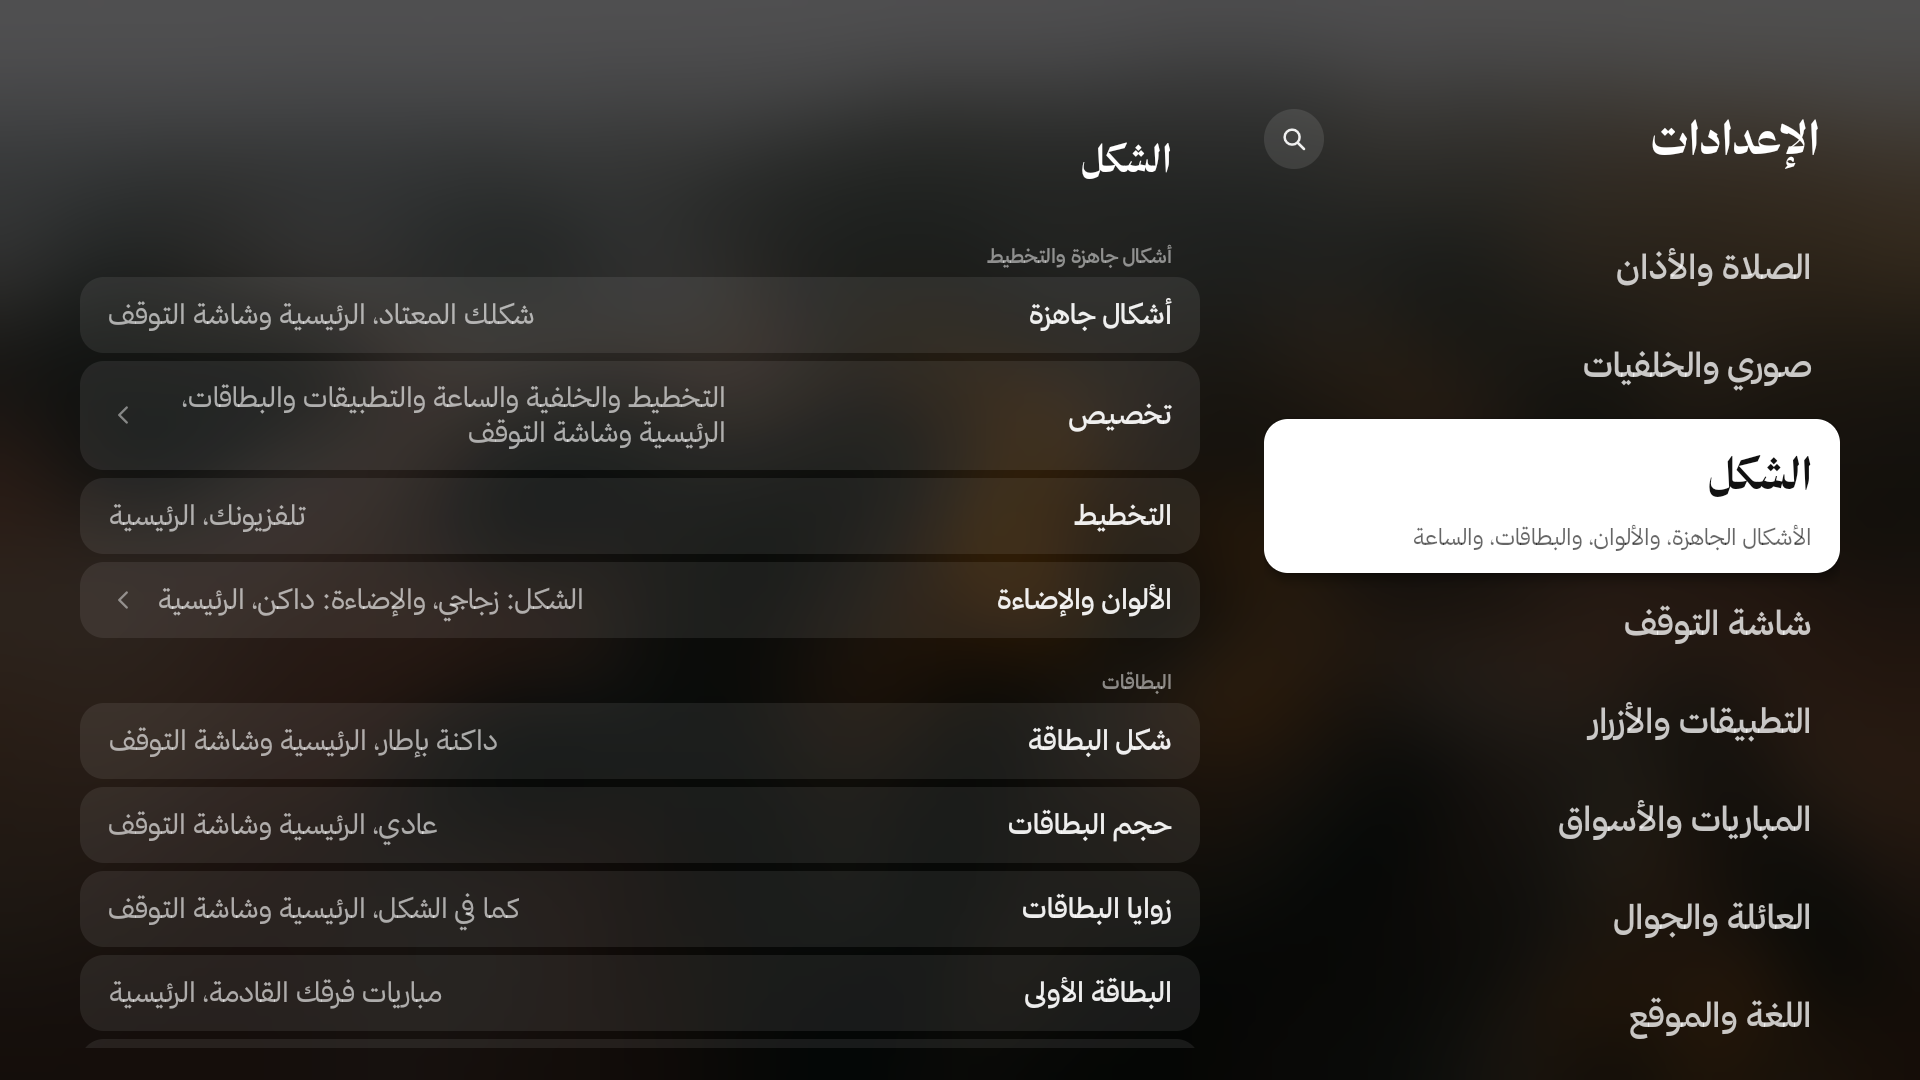 الإعدادات
الصلاة والأذان
صوري والخلفيات
الشكل
الأشكال الجاهزة، والألوان، والبطاقات، والساعة
شاشة التوقف
التطبيقات والأزرار
المباريات والأسواق
العائلة والجوال
اللغة والموقع
الشكل
أشكال جاهزة والتخطيط
أشكال جاهزة
شكلك المعتاد، الرئيسية وشاشة التوقف
تخصيص
التخطيط والخلفية والساعة والتطبيقات والبطاقات،
الرئيسية وشاشة التوقف
التخطيط
تلفزيونك، الرئيسية
الألوان والإضاءة
الشكل: زجاجي، والإضاءة: داكن، الرئيسية
البطاقات
شكل البطاقة
داكنة بإطار، الرئيسية وشاشة التوقف
حجم البطاقات
عادي، الرئيسية وشاشة التوقف
زوايا البطاقات
كما في الشكل، الرئيسية وشاشة التوقف
البطاقة الأولى
مباريات فرقك القادمة، الرئيسية